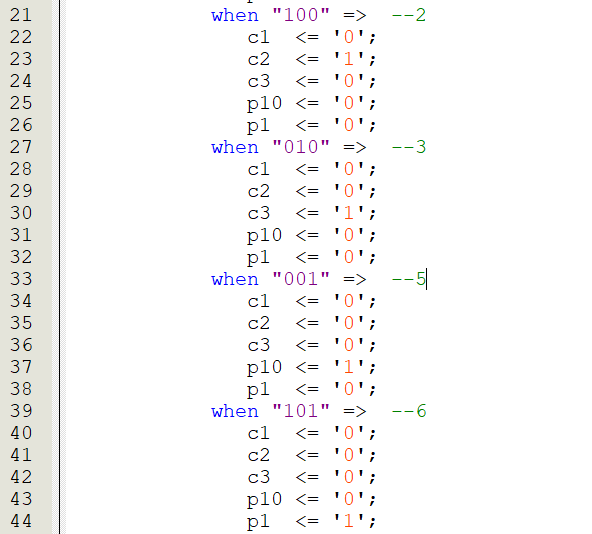 21 when "100" => --2
22 c1 <= '0';
23 c2 <= '1';
24 c3 <= '0';
25 p10 <= '0';
26 p1 <= '0';
27 when "010" => --3
28 c1 <= '0';
29 c2 <= '0';
30 c3 <= '1';
31 p10 <= '0';
32 p1 <= '0';
33 when "001" => --5
34 c1 <= '0';
35 c2 <= '0';
36 c3 <= '0';
37 p10 <= '1';
38 p1 <= '0';
39 when "101" => --6
40 c1 <= '0';
41 c2 <= '0';
42 c3 <= '0';
43 p10 <= '0';
44 p1 <= '1';